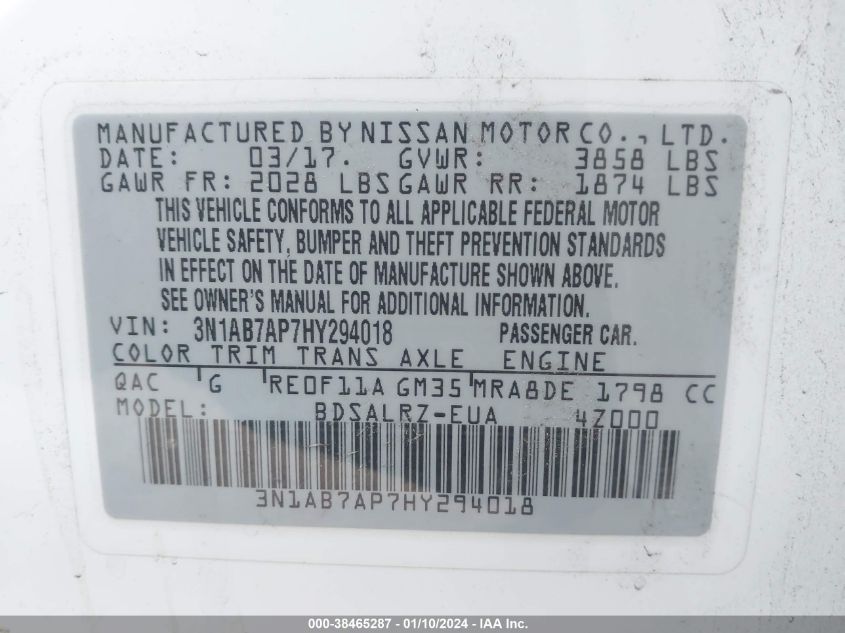 MANUFACTURED BY NISSAN MOTOR CO., LTD.
DATE: 03/17. GVWR: 3858 LBS
GAWR FR: 2028 LBS GAWR RR: 1874 LBS
THIS VEHICLE CONFORMS TO ALL APPLICABLE FEDERAL MOTOR
VEHICLE SAFETY, BUMPER AND THEFT PREVENTION STANDARDS
IN EFFECT ON THE DATE OF MANUFACTURE SHOWN ABOVE.
SEE OWNER'S MANUAL FOR ADDITIONAL INFORMATION.
VIN: 3N1AB7AP7HY294018 PASSENGER CAR.
COLOR TRIM TRANS AXLE ENGINE
QAC G RE0F11A GM35 MRA8DE 1798 CC
MODEL: BDSALRZ-EUA 4Z000
3N1AB7AP7HY294018
000-38465287 - 01/10/2024 - IAA Inc.